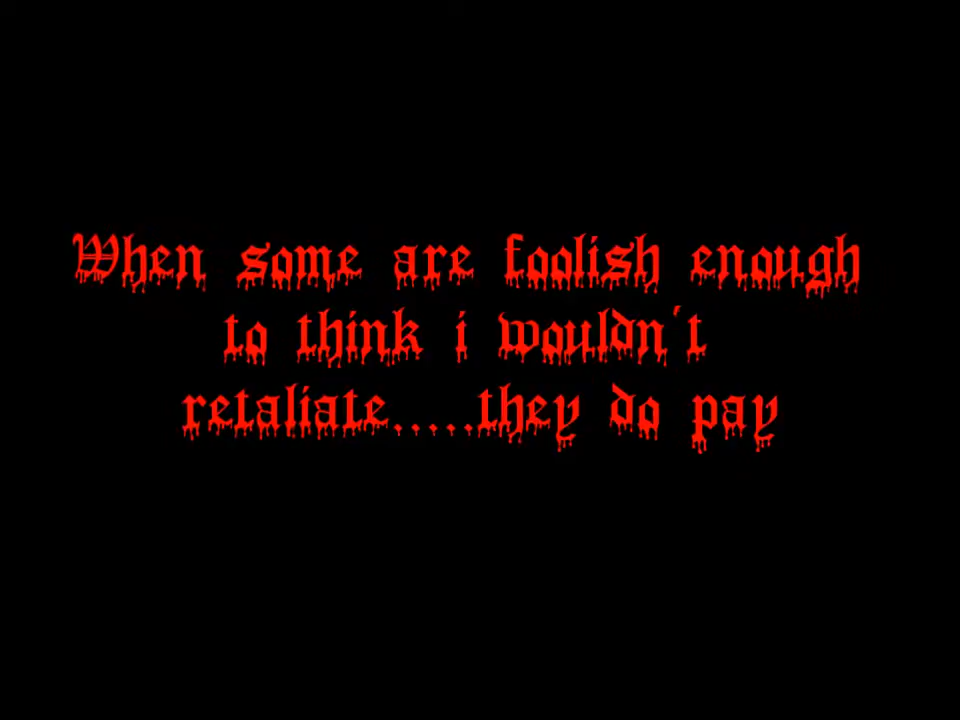 When some are foolish enough
to think i wouldn't
retaliate.....they do pay